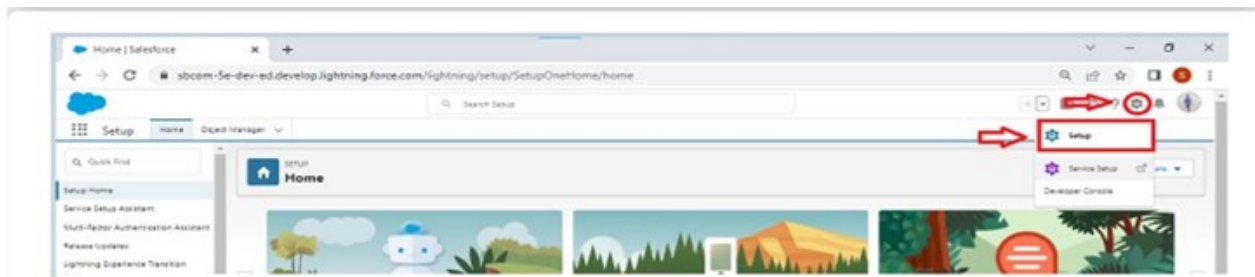 Home | Salesforce
sbcom-5e-dev-ed.develop.lightning.force.com/lightning/setup/SetupOneHome/home
S
Search Setup
?
Setup
Home
Object Manager
Setup
Quick Find
SETUP
Home
Service Setup
Setup Home
Developer Console
Service Setup Assistant
Multi-Factor Authentication Assistant
Release Updates
Lightning Experience Transition